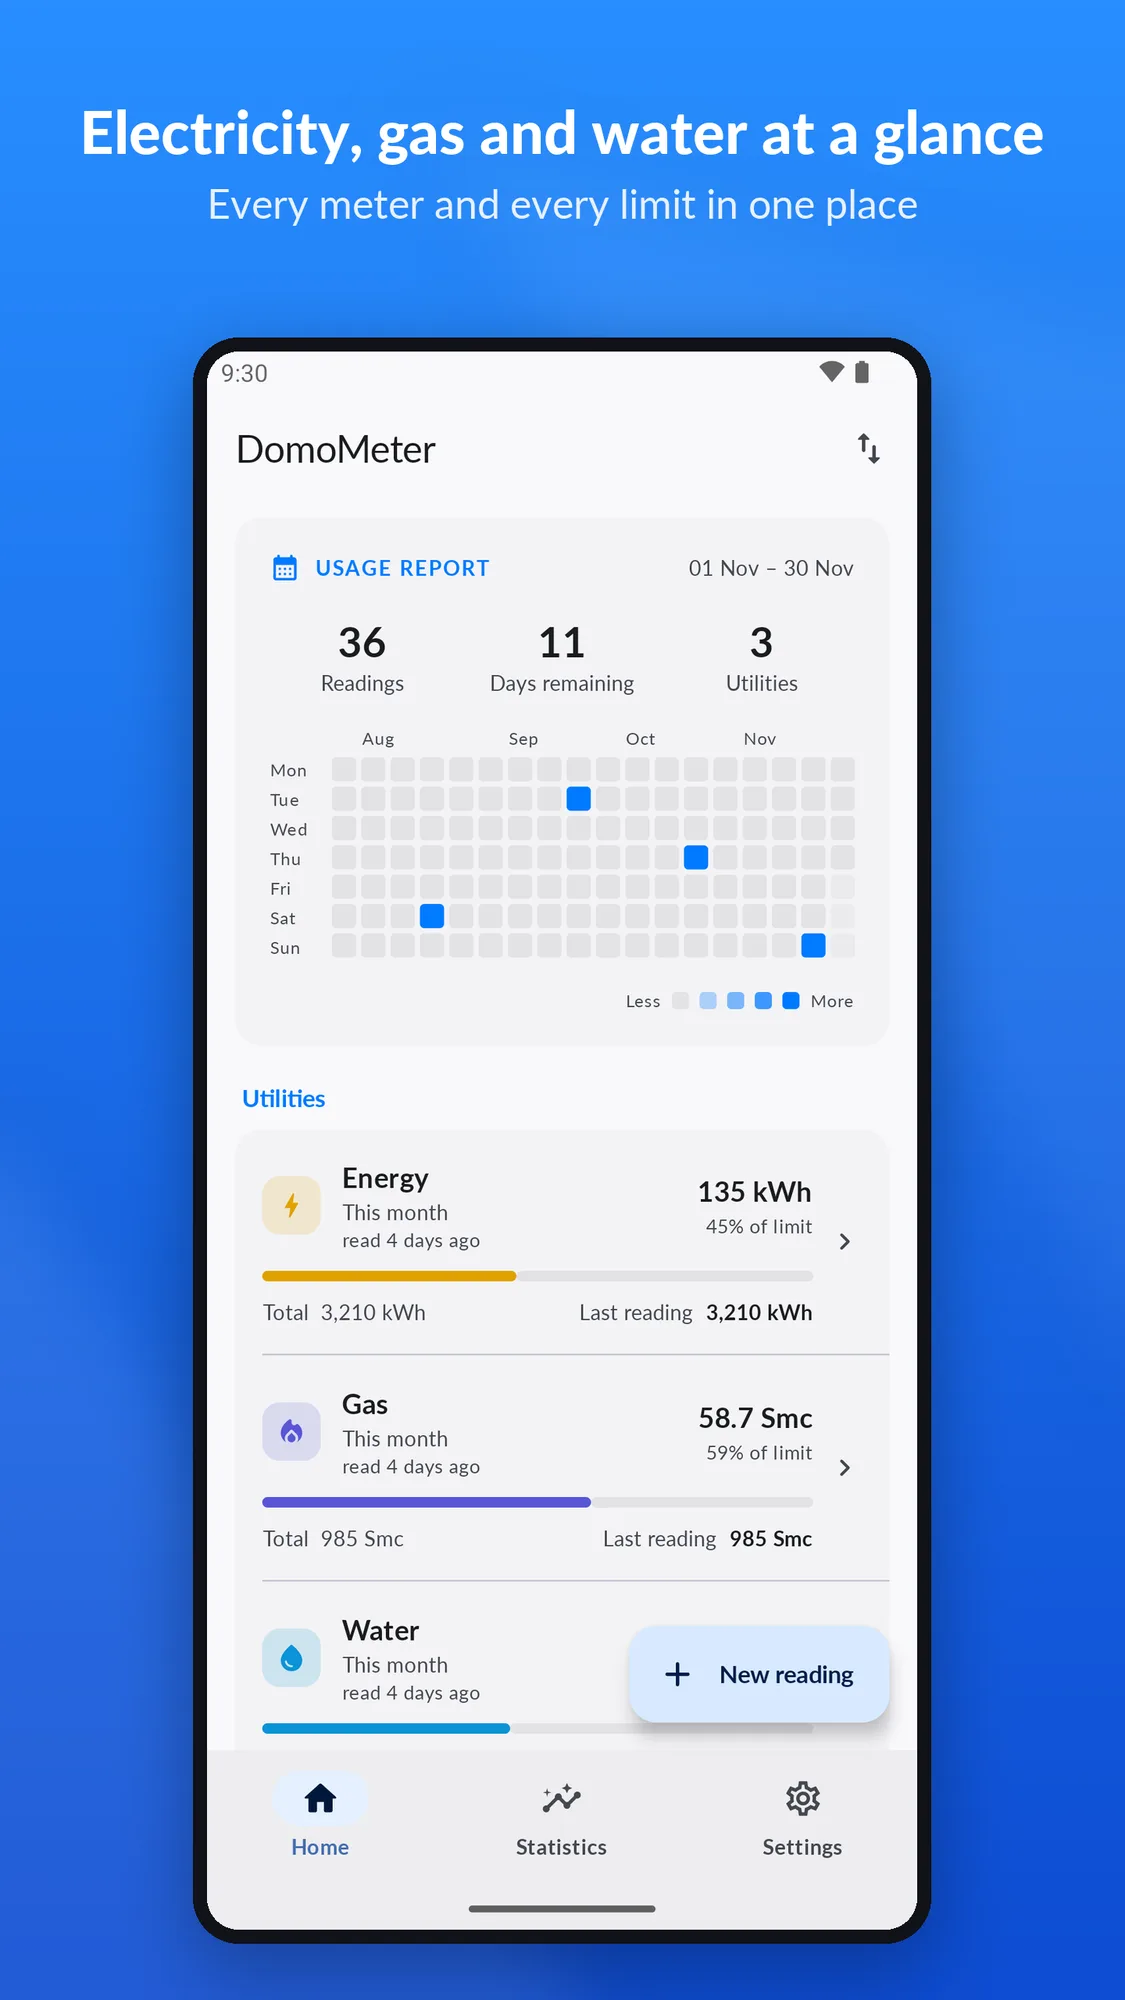 Electricity, gas and water at a glance
Every meter and every limit in one place
9:30
DomoMeter
USAGE REPORT 01 Nov – 30 Nov
36 11 3
Readings Days remaining Utilities
Aug Sep Oct Nov
Mon
Tue
Wed
Thu
Fri
Sat
Sun
Less More
Utilities
Energy
This month
read 4 days ago
135 kWh
45% of limit
Total 3,210 kWh Last reading 3,210 kWh
Gas
This month
read 4 days ago
58.7 Smc
59% of limit
Total 985 Smc Last reading 985 Smc
Water
This month
read 4 days ago
New reading
Home Statistics Settings